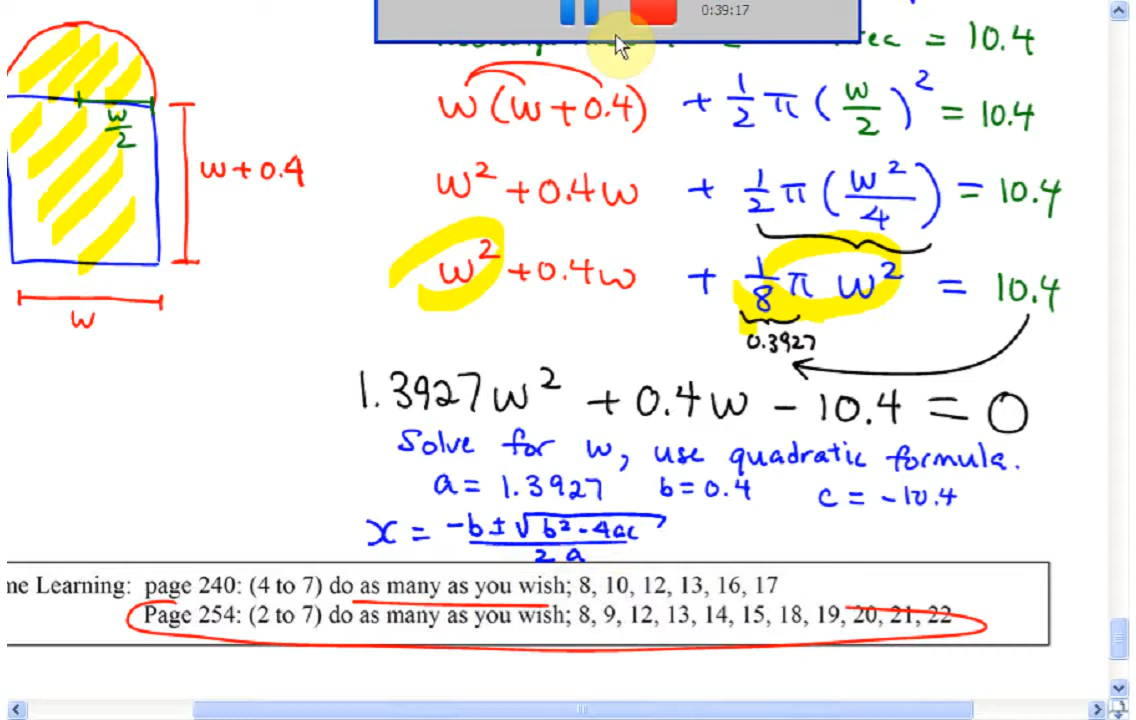 0:39:17
= 10.4
w(w+0.4) + 1/2 π (w/2)² = 10.4
w/2
w+0.4
w² +0.4w + 1/2 π (w²/4) = 10.4
w² +0.4w + 1/8 π w² = 10.4
w
0.3927
1.3927w² + 0.4w - 10.4 = 0
Solve for w, use quadratic formula.
a= 1.3927 b=0.4 c= -10.4
x = -b ± √b² - 4ac / 2a
me Learning: page 240: (4 to 7) do as many as you wish; 8, 10, 12, 13, 16, 17
Page 254: (2 to 7) do as many as you wish; 8, 9, 12, 13, 14, 15, 18, 19, 20, 21, 22